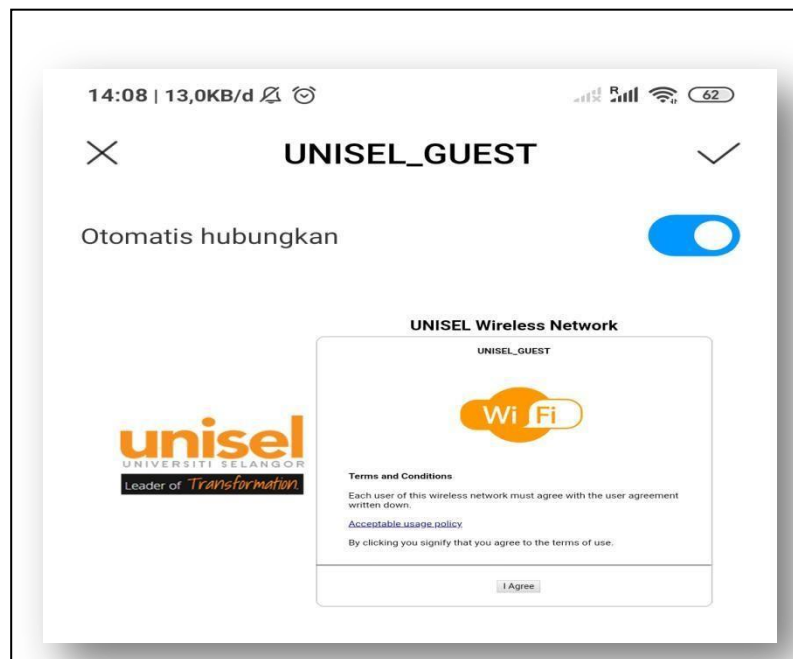 14:08 | 13,0KB/d
R
62
UNISEL_GUEST
Otomatis hubungkan
UNISEL Wireless Network
UNISEL_GUEST
Wi Fi
unisel
UNIVERSITI SELANGOR
Leader of Transformation.
Terms and Conditions
Each user of this wireless network must agree with the user agreement
written down.
Acceptable usage policy
By clicking you signify that you agree to the terms of use.
I Agree